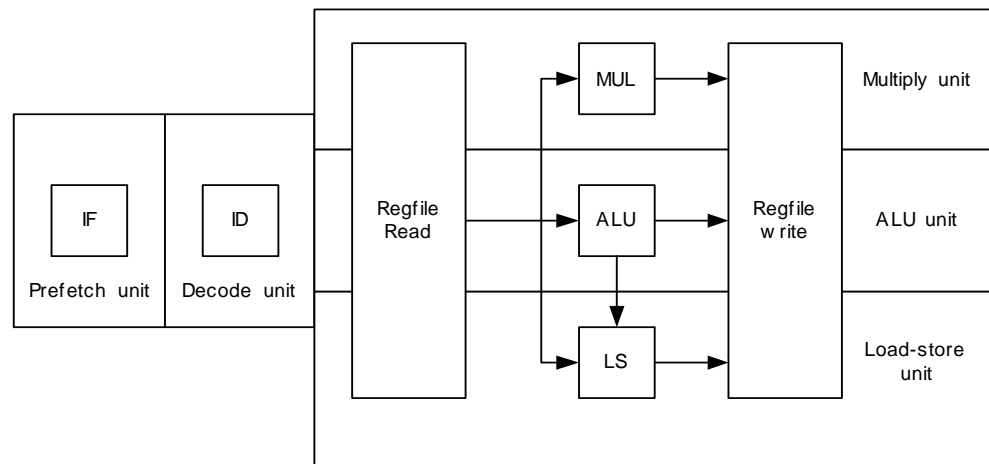 IF
Prefetch unit
ID
Decode unit
Regfile
Read
MUL
ALU
LS
Regfile
w rite
Multiply unit
ALU unit
Load-store
unit